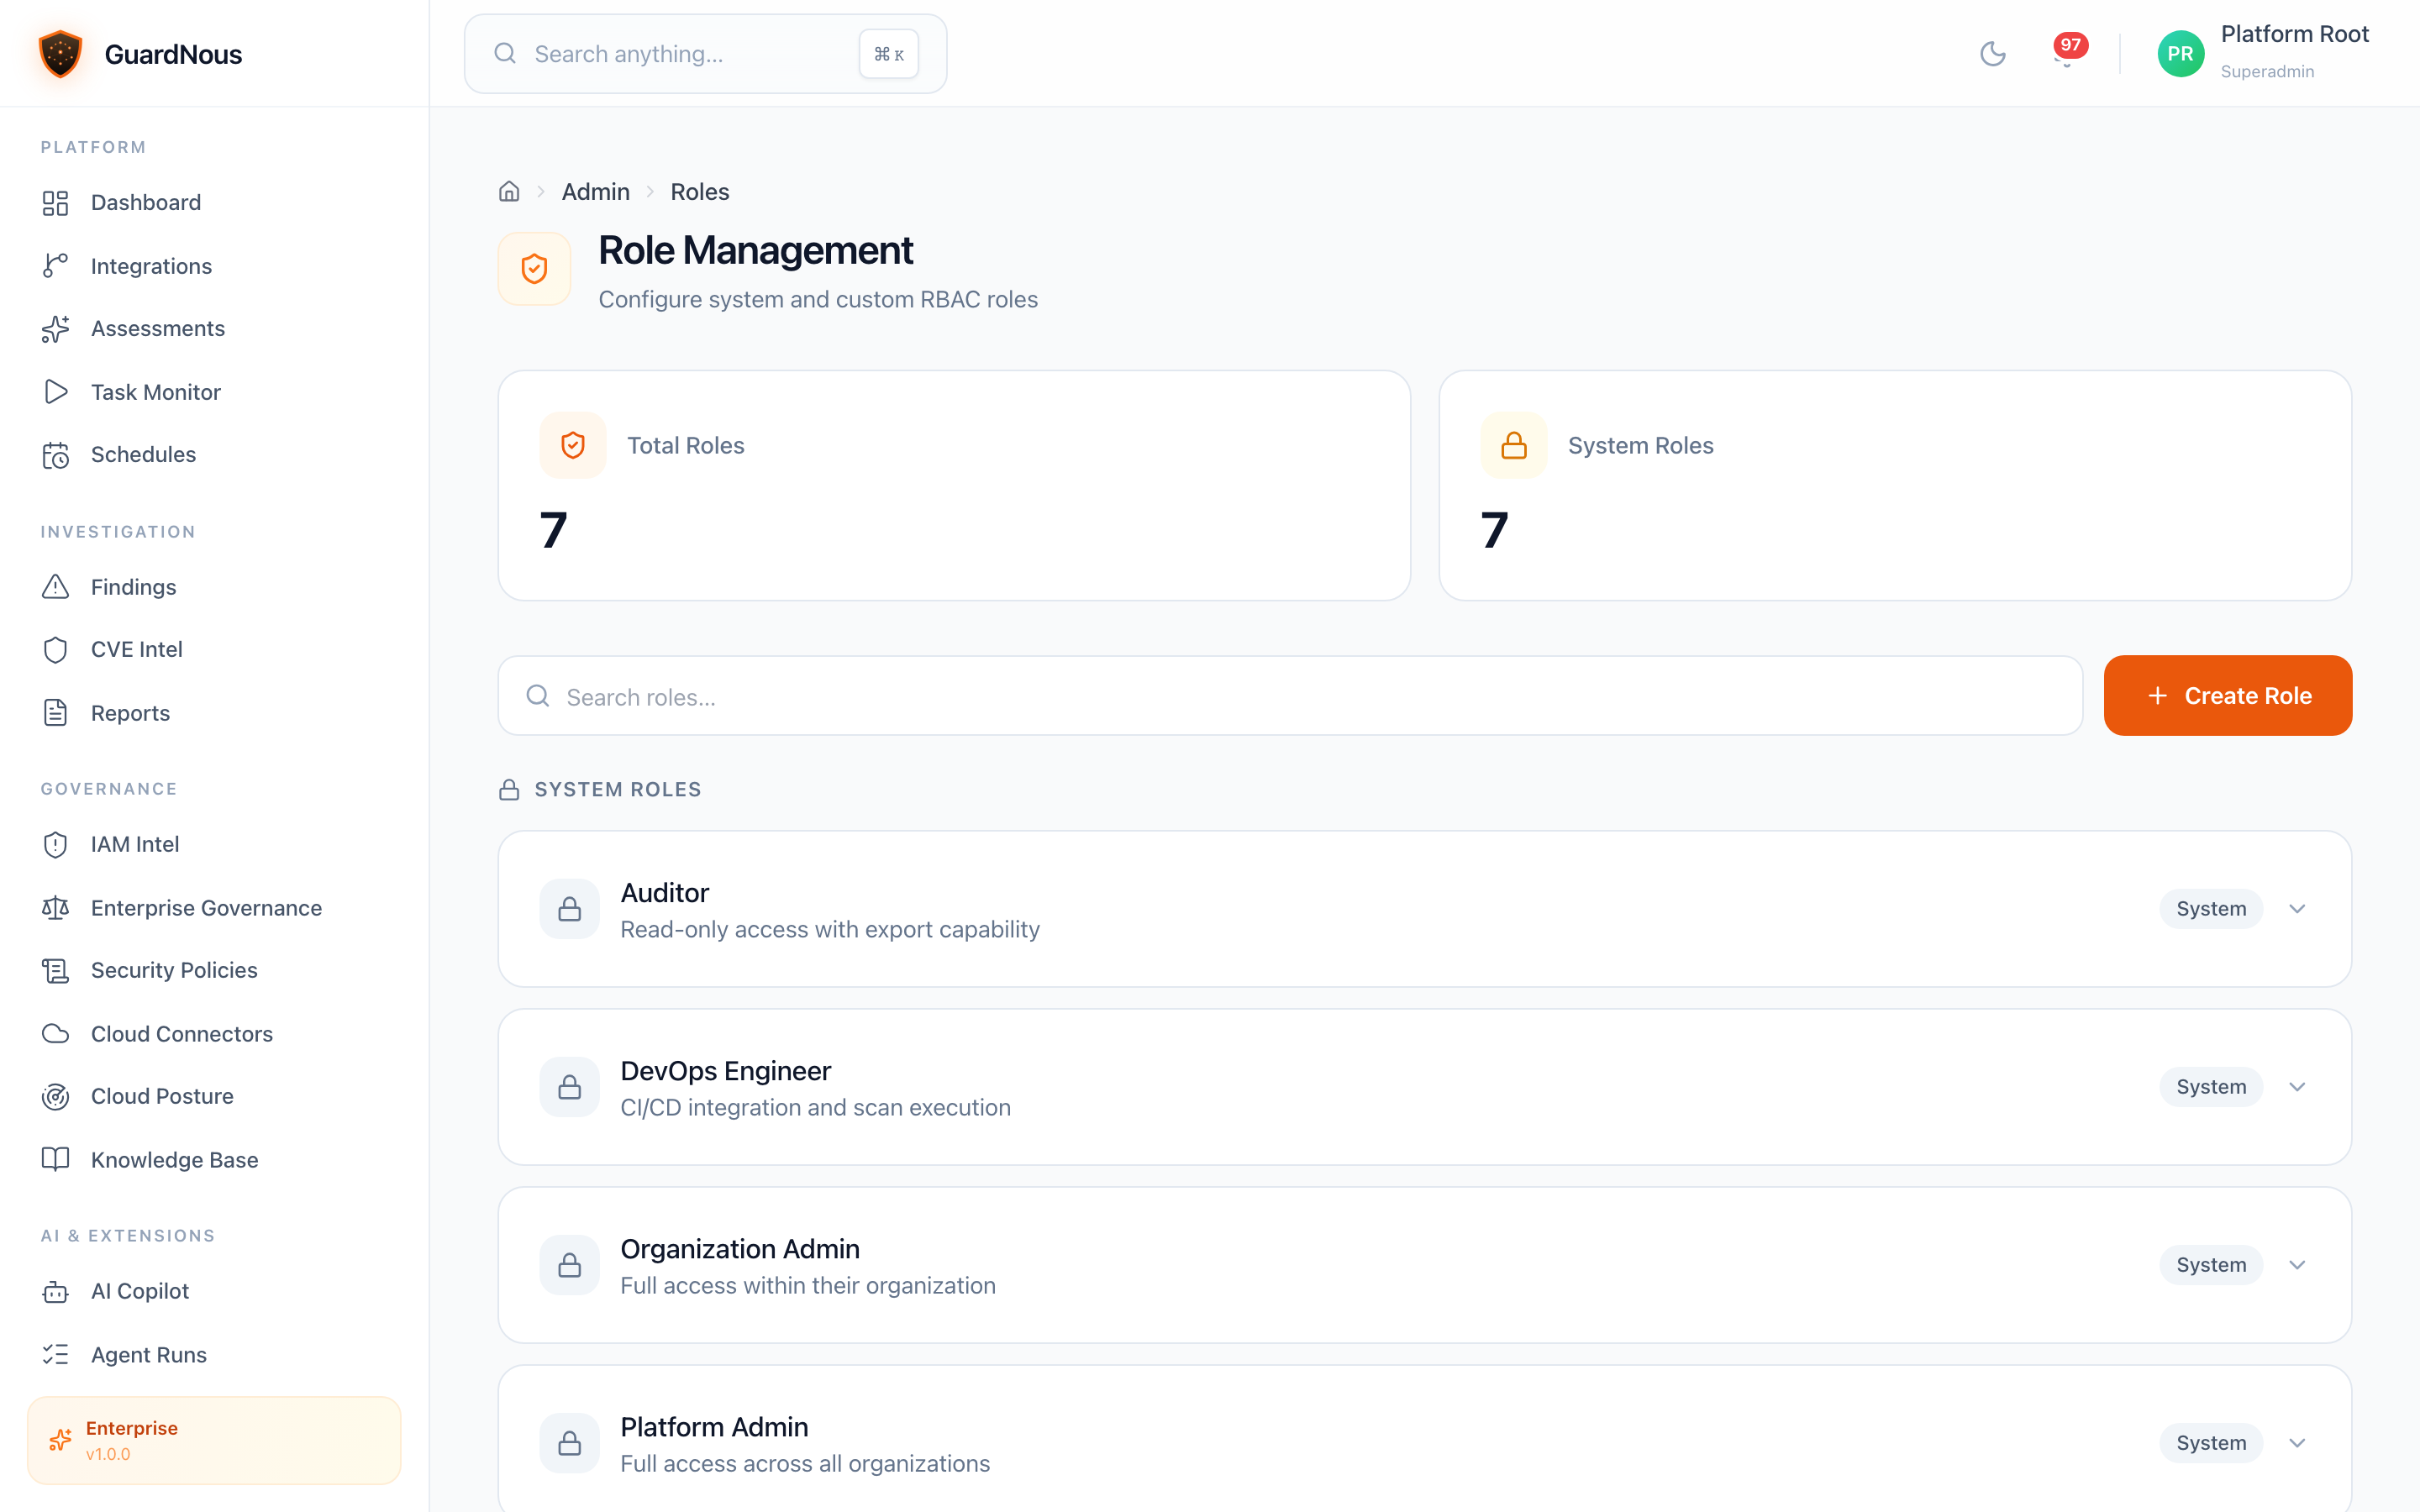 GuardNous
Search anything...
⌘ K
97
PR
Platform Root
Superadmin
PLATFORM
Dashboard
Integrations
Assessments
Task Monitor
Schedules
INVESTIGATION
Findings
CVE Intel
Reports
GOVERNANCE
IAM Intel
Enterprise Governance
Security Policies
Cloud Connectors
Cloud Posture
Knowledge Base
AI & EXTENSIONS
AI Copilot
Agent Runs
Enterprise
v1.0.0
Admin
Roles
Role Management
Configure system and custom RBAC roles
Total Roles
7
System Roles
7
Search roles...
Create Role
SYSTEM ROLES
Auditor
Read-only access with export capability
System
DevOps Engineer
CI/CD integration and scan execution
System
Organization Admin
Full access within their organization
System
Platform Admin
Full access across all organizations
System